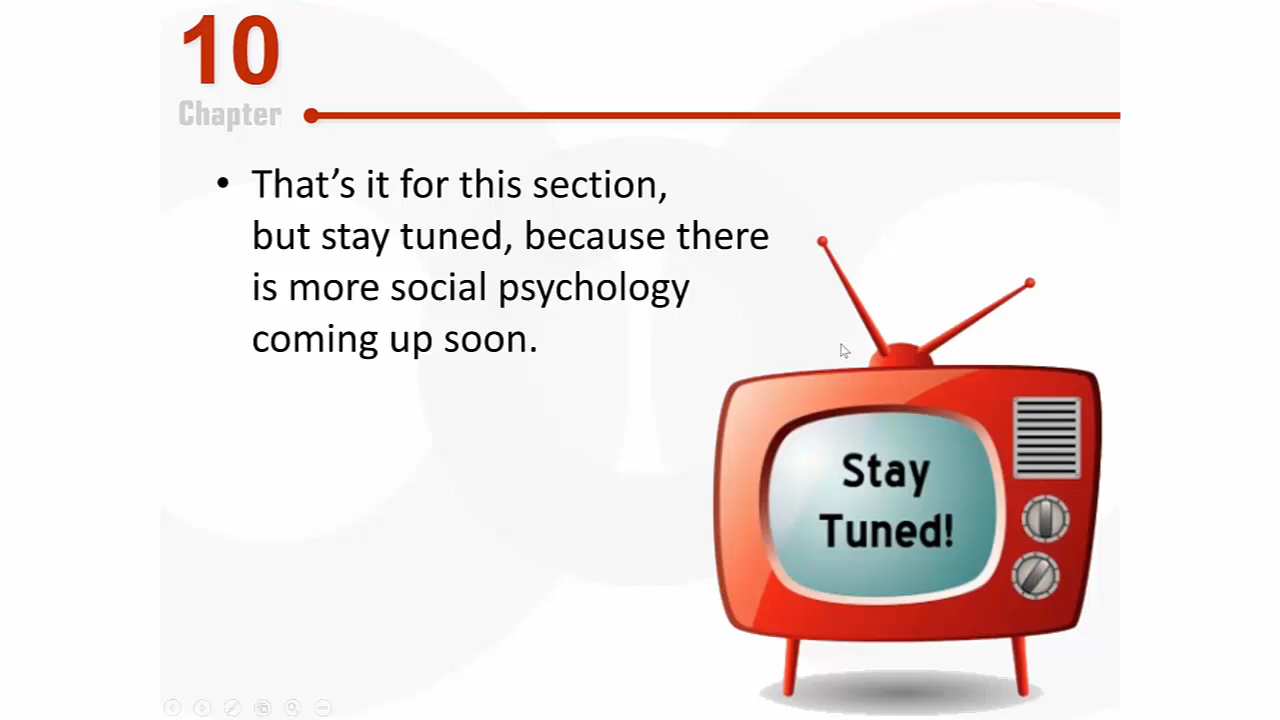 10
Chapter
• That’s it for this section,
but stay tuned, because there
is more social psychology
coming up soon.
Stay
Tuned!